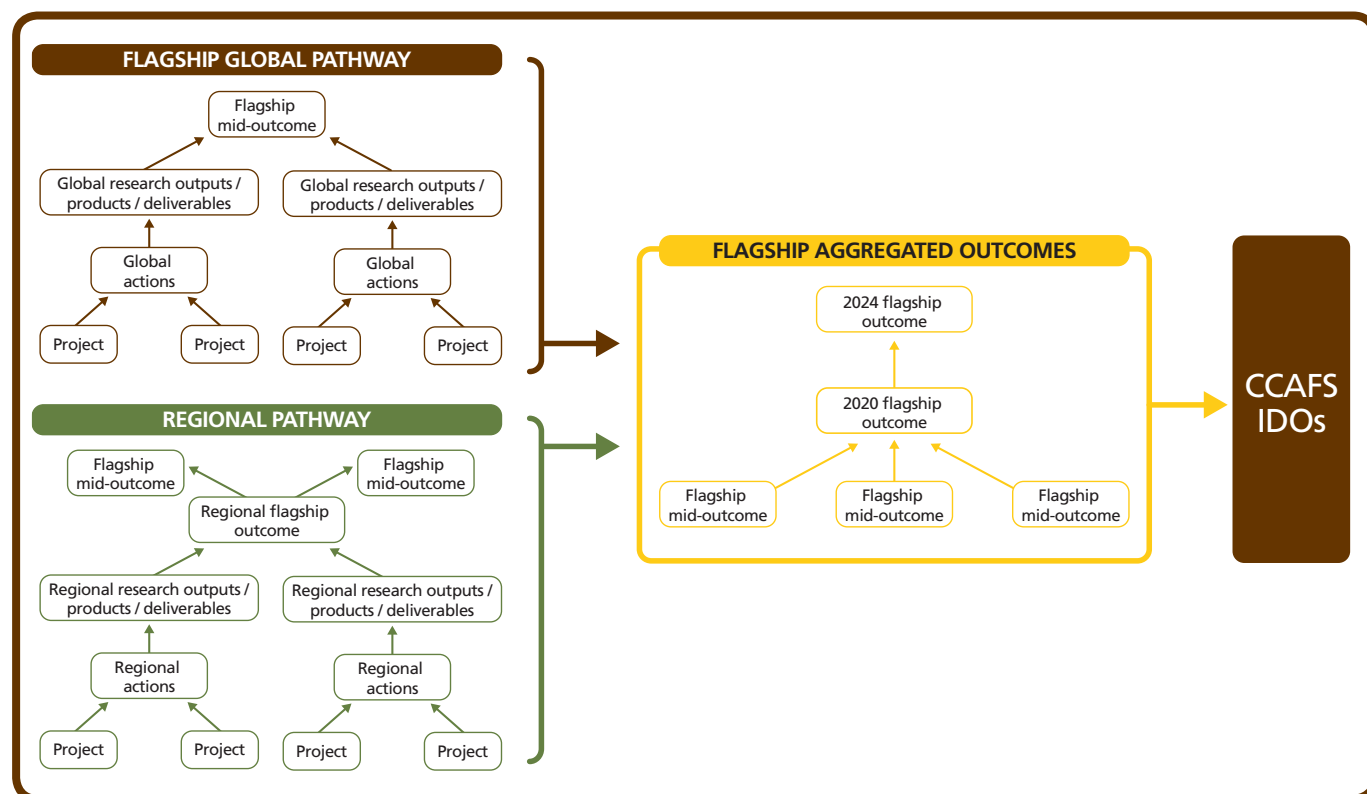 FLAGSHIP GLOBAL PATHWAY
Flagship
mid-outcome
Global research outputs /
products / deliverables
Global research outputs /
products / deliverables
Global
actions
Global
actions
Project
Project
Project
Project
REGIONAL PATHWAY
Flagship
mid-outcome
Flagship
mid-outcome
Regional flagship
outcome
Regional research outputs /
products / deliverables
Regional research outputs /
products / deliverables
Regional
actions
Regional
actions
Project
Project
Project
Project
FLAGSHIP AGGREGATED OUTCOMES
2024 flagship
outcome
2020 flagship
outcome
Flagship
mid-outcome
Flagship
mid-outcome
Flagship
mid-outcome
CCAFS
IDOs